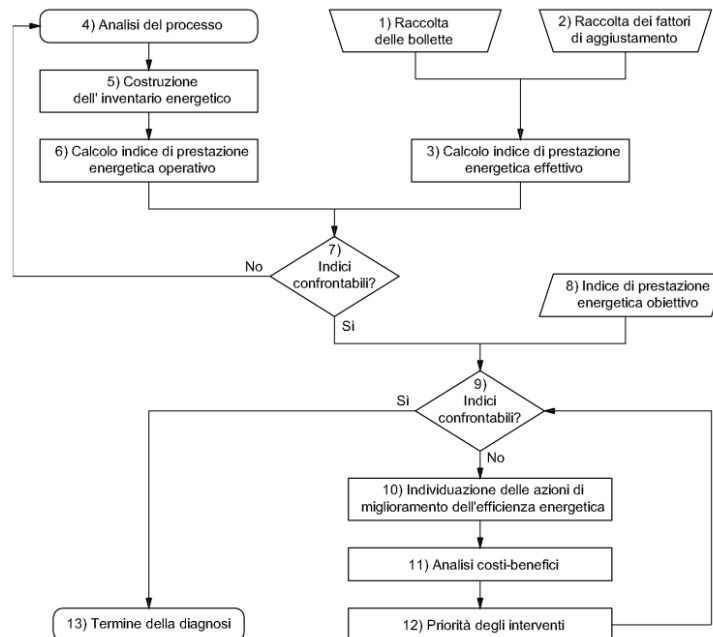 4) Analisi del processo
1) Raccolta
delle bollette
2) Raccolta dei fattori
di aggiustamento
5) Costruzione
dell' inventario energetico
6) Calcolo indice di prestazione
energetica operativo
3) Calcolo indice di prestazione
energetica effettivo
7)
Indici
confrontabili?
No
Sì
8) Indice di prestazione
energetica obiettivo
9)
Indici
confrontabili?
Sì
No
10) Individuazione delle azioni di
miglioramento dell'efficienza energetica
11) Analisi costi-benefici
12) Priorità degli interventi
13) Termine della diagnosi